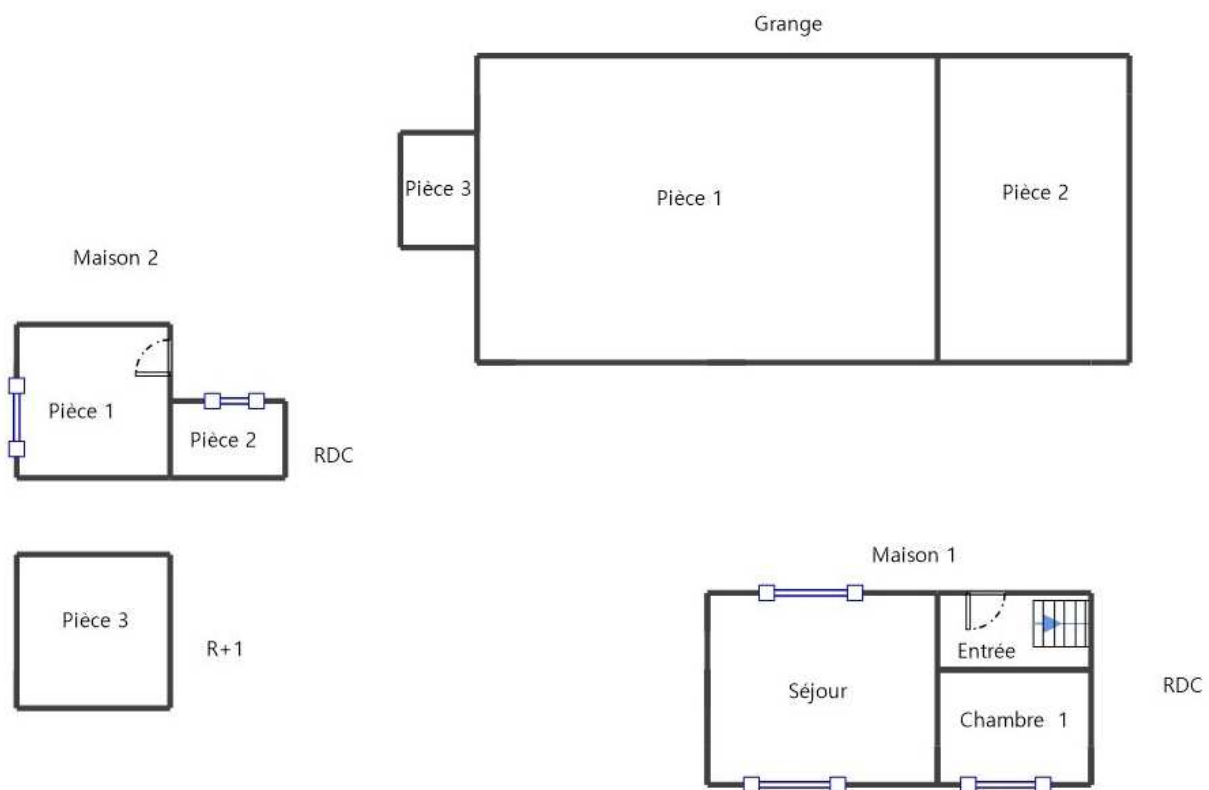 Grange
Pièce 3
Pièce 1
Pièce 2
Maison 2
Pièce 1
Pièce 2
RDC
Pièce 3
R+1
Maison 1
Entrée
Séjour
Chambre 1
RDC